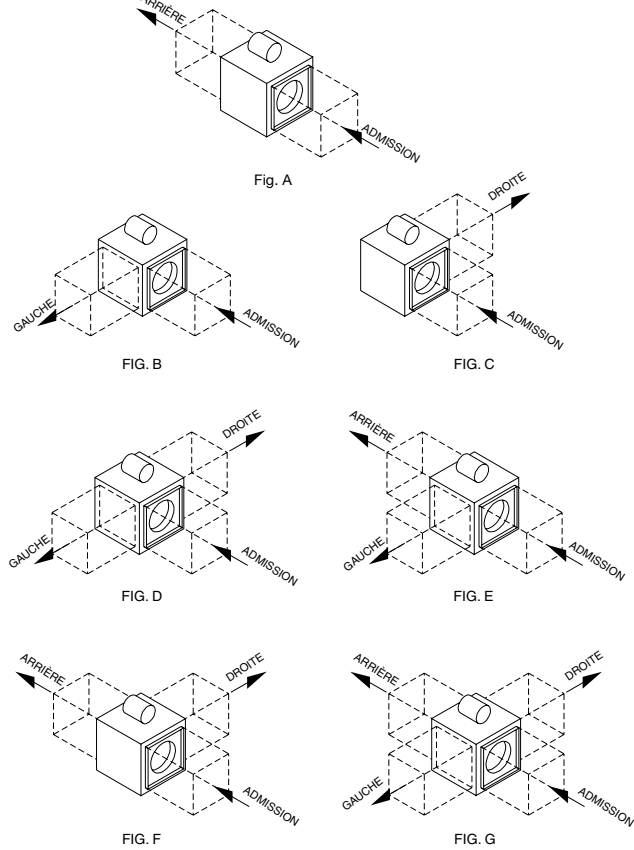 ARRIÈRE
ADMISSION
Fig. A
DROITE
GAUCHE
ADMISSION
ADMISSION
FIG. B
FIG. C
DROITE
ARRIÈRE
GAUCHE
ADMISSION
GAUCHE
ADMISSION
FIG. D
FIG. E
ARRIÈRE
DROITE
ARRIÈRE
DROITE
ADMISSION
GAUCHE
ADMISSION
FIG. F
FIG. G